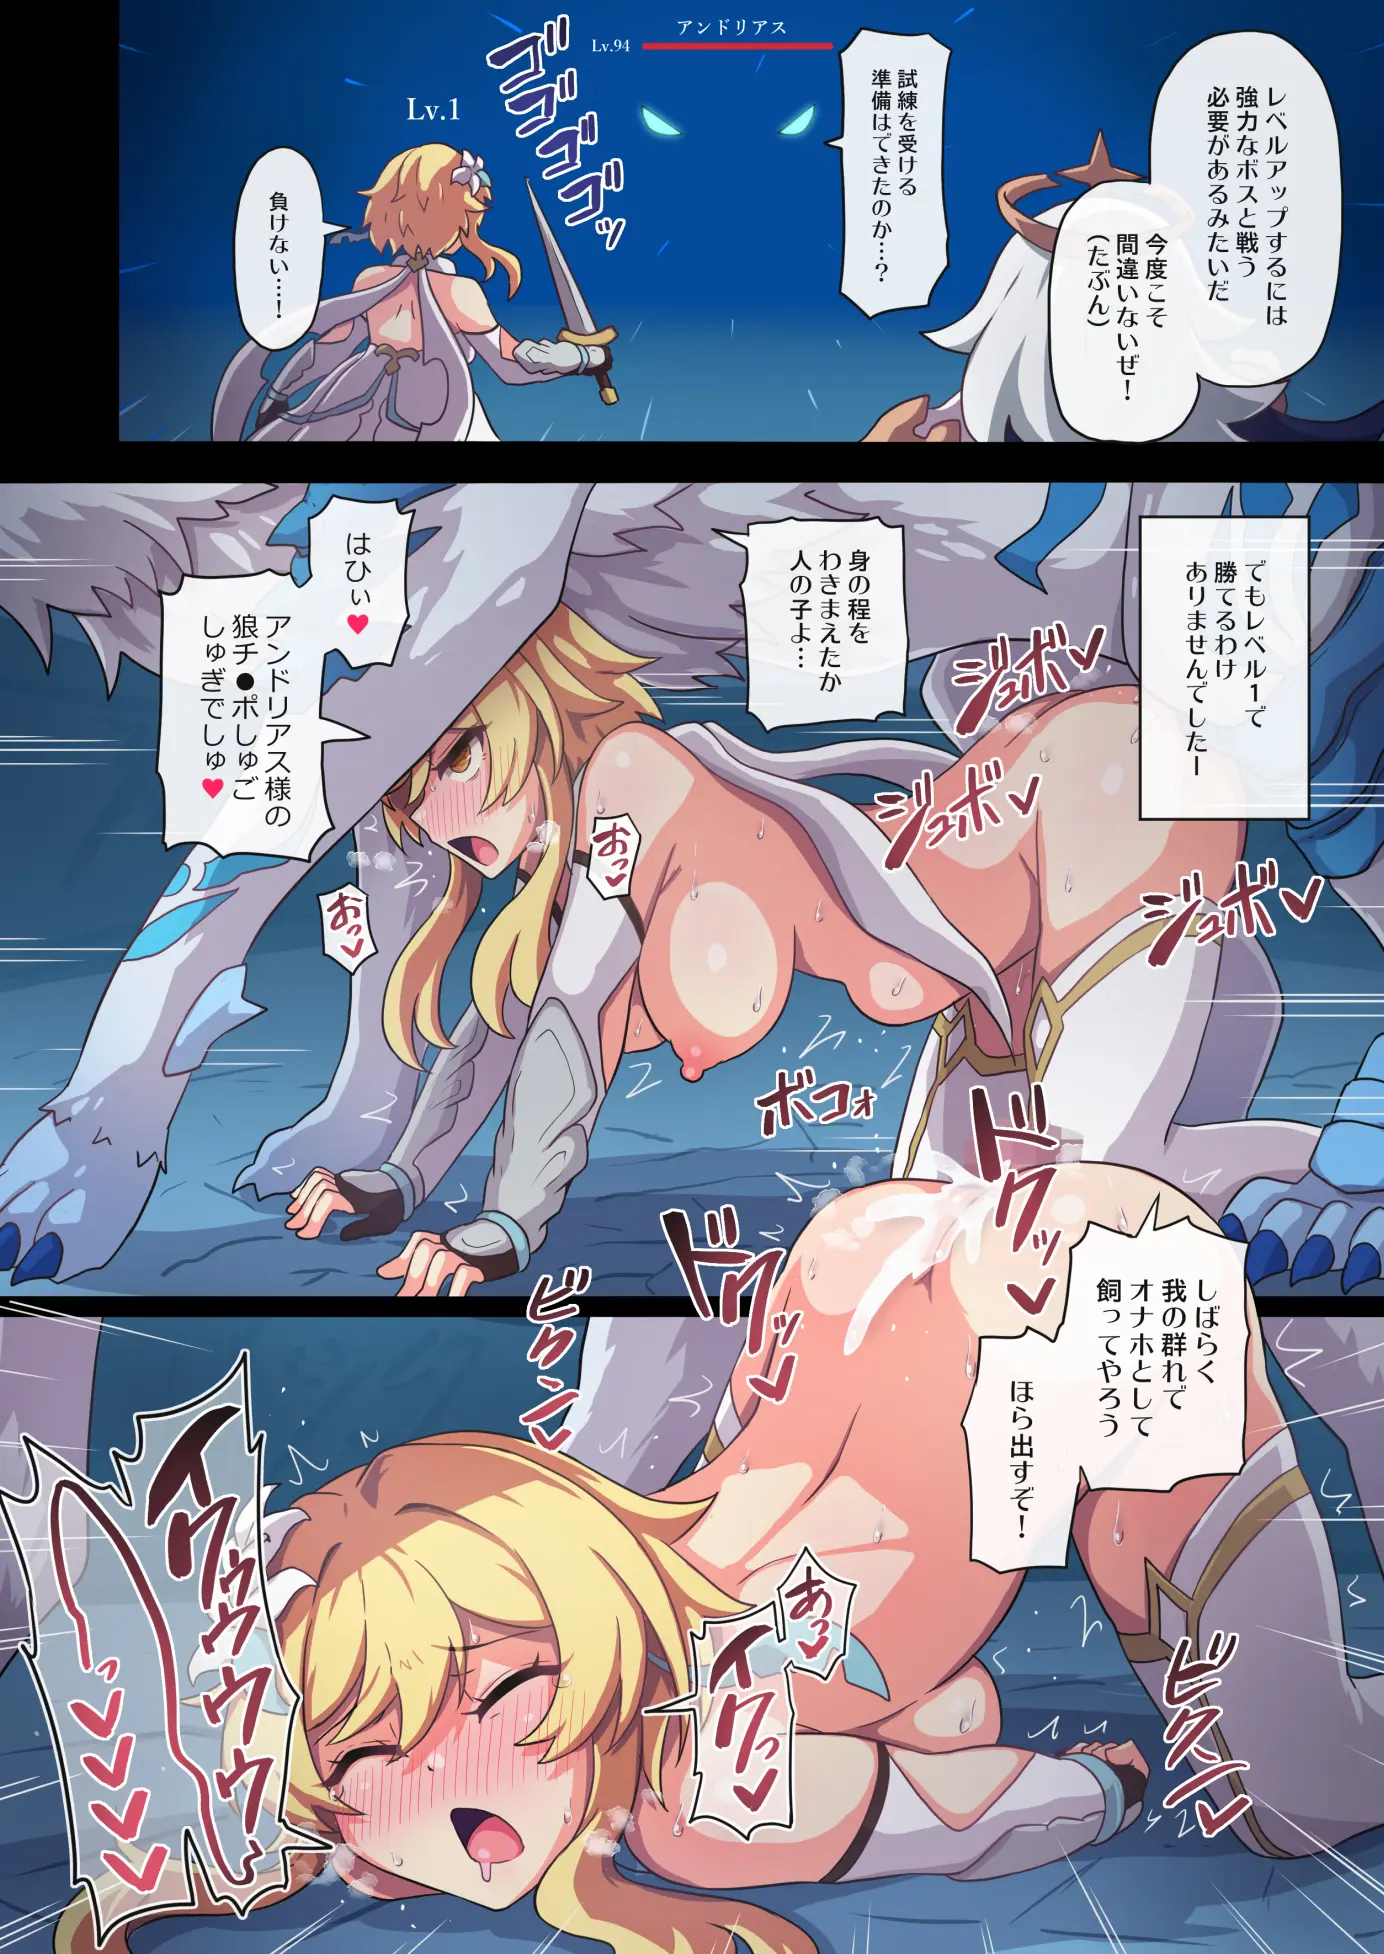 レベルアップするには
強力なボスと戦う
必要があるみたいだ
今度こそ
間違いないぜ！
（たぶん）
アンドリアス
Lv.94
試練を受ける
準備はできたのか…？
ゴゴゴゴゴッ
Lv.1
負けない…！
でもレベル1で
勝てるわけ
ありませんでしたー
身の程を
わきまえたか
人の子よ…
はひぃ♥
アンドリアス様の
狼チ●ポしゅご
しゅぎでしゅ♥
ジュボ♥
ジュボ♥
ジュボ♥
おっ♥
おっ♥
ボコォ
しばらく
我の群れで
オナホとして
飼ってやろう
ほら出すぞ！
ドクッ♥
ドクッ♥
ビクン♥
あっ♥
イクっ♥
ビクン♥
イクゥウウウウ〜〜っ♥♥♥♥